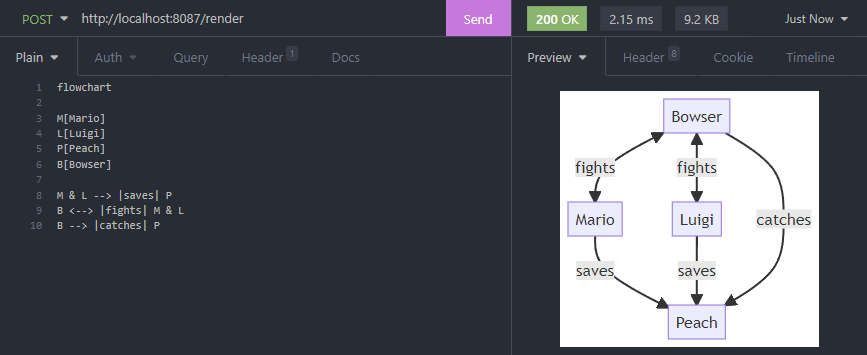 POST http://localhost:8087/render Send 200 OK 2.15 ms 9.2 KB Just Now
Plain Auth Query Header 1 Docs Preview Header 8 Cookie Timeline
1 flowchart
2
3 M[Mario]
4 L[Luigi]
5 P[Peach]
6 B[Bowser]
7
8 M & L --> |saves| P
9 B <--> |fights| M & L
10 B --> |catches| P
Bowser
fights fights
Mario Luigi catches
saves saves
Peach